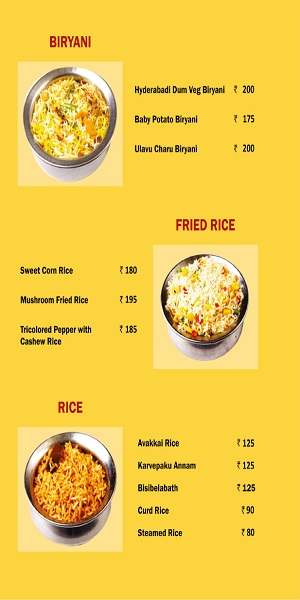 BIRYANI
Hyderabadi Dum Veg Biryani ₹ 200
Baby Potato Biryani ₹ 175
Ulavu Charu Biryani ₹ 200
FRIED RICE
Sweet Corn Rice ₹ 180
Mushroom Fried Rice ₹ 195
Tricolored Pepper with ₹ 185
Cashew Rice
RICE
Avakkai Rice ₹ 125
Karvepaku Annam ₹ 125
Bisibelabath ₹ 125
Curd Rice ₹ 90
Steamed Rice ₹ 80